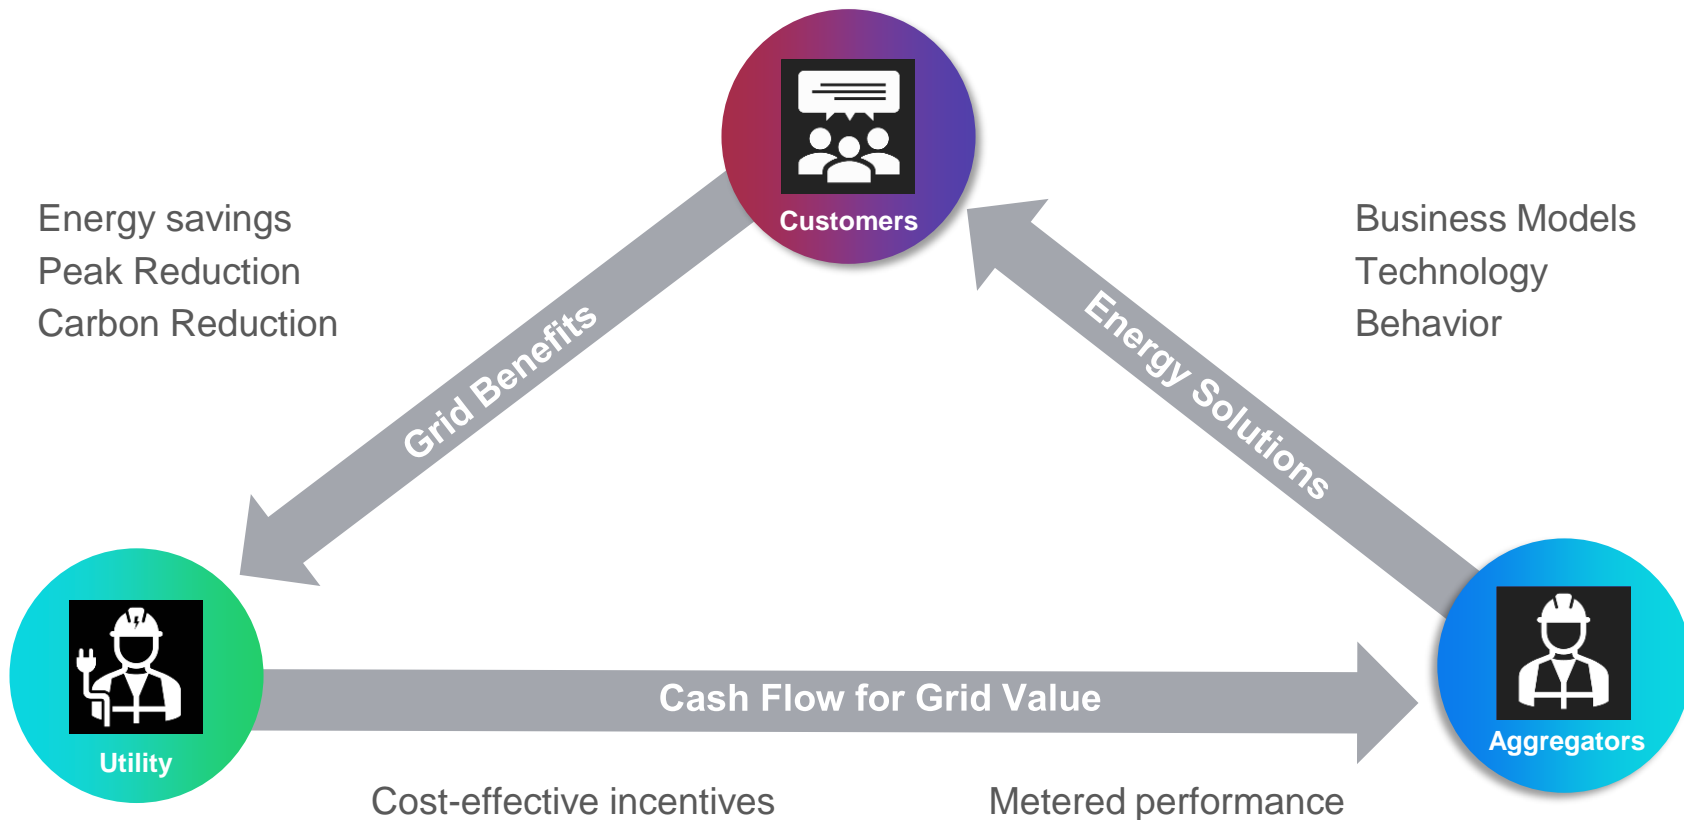 Customers
Energy savings
Peak Reduction
Carbon Reduction
Business Models
Technology
Behavior
Grid Benefits
Energy Solutions
Cash Flow for Grid Value
Utility
Aggregators
Cost-effective incentives
Metered performance